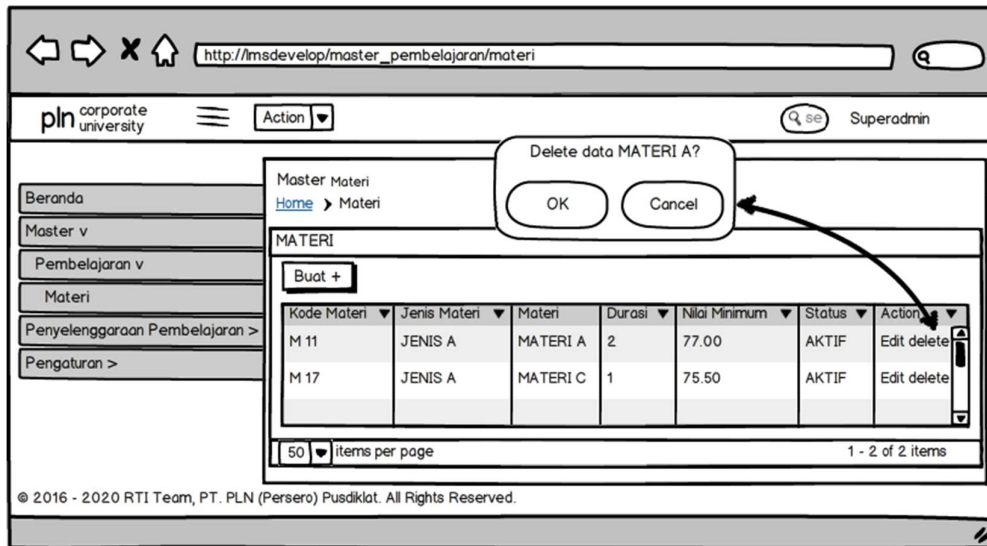 http://lmsdevelop/master_pembelajaran/materi
pln corporate university
Action
se
Superadmin
Delete data MATERI A?
OK Cancel
Beranda
Master v
Pembelajaran v
Materi
Penyelenggaraan Pembelajaran >
Pengaturan >
Master Materi
Home > Materi
MATERI
Buat +
Kode Materi Jenis Materi Materi Durasi Nilai Minimum Status Action
M 11 JENIS A MATERI A 2 77.00 AKTIF Edit delete
M 17 JENIS A MATERI C 1 75.50 AKTIF Edit delete
50 items per page 1 - 2 of 2 items
© 2016 - 2020 RTI Team, PT. PLN (Persero) Pusdiklat. All Rights Reserved.